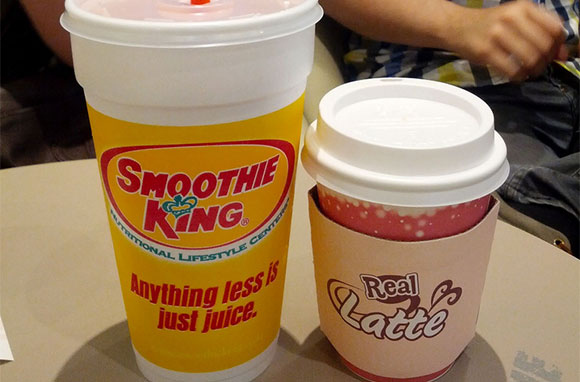 SMOOTHIE
KING®
NUTRITIONAL LIFESTYLE CENTERS
Anything less is
just juice.
Real
Latte